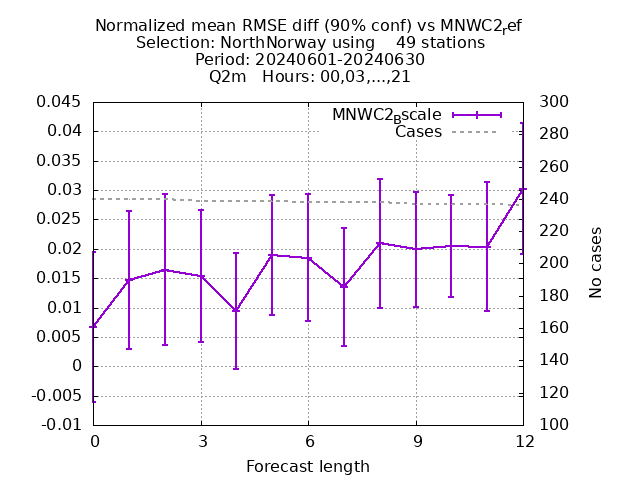 Normalized mean RMSE diff (90% conf) vs MNWC2ref
Selection: NorthNorway using 49 stations
Period: 20240601-20240630
Q2m Hours: 00,03,...,21
MNWC2Bscale
Cases
0.045
0.04
0.035
0.03
0.025
0.02
0.015
0.01
0.005
0
-0.005
-0.01
300
280
260
240
220
200
180
160
140
120
100
No cases
0 3 6 9 12
Forecast length